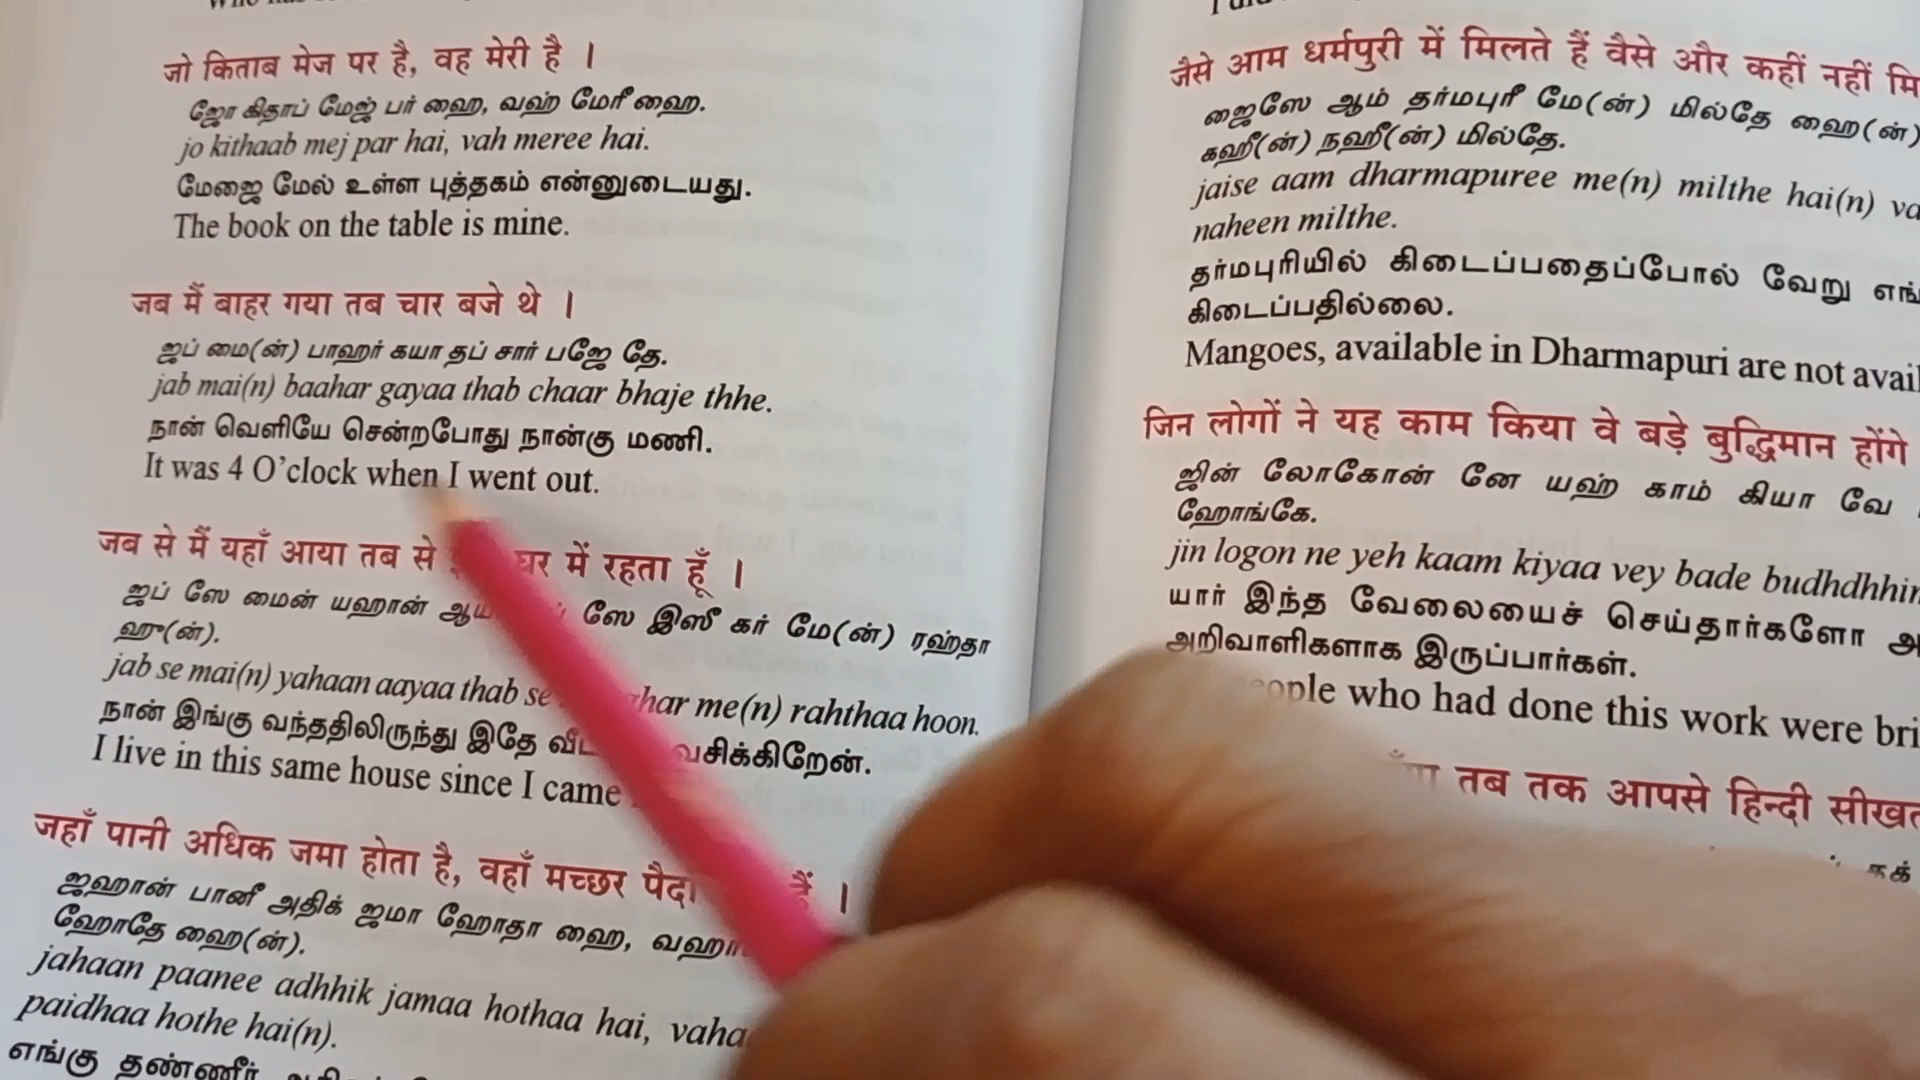 जो किताब मेज पर है, वह मेरी है ।
ஜோ கிதாப் மேஜ் பர் ஹை, வஹ் மேரீ ஹை.
jo kithaab mej par hai, vah meree hai.
மேஜை மேல் உள்ள புத்தகம் என்னுடையது.
The book on the table is mine.
जब मैं बाहर गया तब चार बजे थे ।
ஜப் மை(ன்) பாஹர் கயா தப் சார் பஜே தே.
jab mai(n) baahar gayaa thab chaar bhaje thhe.
நான் வெளியே சென்றபோது நான்கு மணி.
It was 4 O'clock when I went out.
जब से मैं यहाँ आया तब से घर में रहता हूँ ।
ஜப் ஸே மைன் யஹான் ஸே இஸீ கர் மே(ன்) ரஹ்தா
ஹு(ன்).
jab se mai(n) yahaan aayaa thab se me(n) rahthaa hoon.
நான் இங்கு வந்ததிலிருந்து இதே
I live in this same house since I came
जहाँ पानी अधिक जमा होता है, वहाँ मच्छर पैदा हैं ।
ஜஹான் பானீ அதிக் ஜமா ஹோதா ஹை,
ஹோதே ஹை(ன்).
jahaan paanee adhhik jamaa hothaa hai,
paidhaa hothe hai(n).
எங்கு தண்ணீர்
जैसे आम धर्मपुरी में मिलते हैं वैसे और कहीं नहीं
ஜைஸே ஆம் தர்மபுரீ மே(ன்) மில்தே ஹை(ன்)
கஹீ(ன்) நஹீ(ன்) மில்தே.
jaise aam dharmapuree me(n) milthe hai(n)
naheen milthe.
தர்மபுரியில் கிடைப்பதைப்போல் வேறு
கிடைப்பதில்லை.
Mangoes, available in Dharmapuri are not
जिन लोगों ने यह काम किया वे बड़े बुद्धिमान होंगे
ஜின் லோகோன் னே யஹ் காம் கியா வே
ஹோங்கே.
jin logon ne yeh kaam kiyaa vey bade
யார் இந்த வேலையைச் செய்தார்களோ
அறிவாளிகளாக இருப்பார்கள்.
who had done this work were
तब तक आपसे हिन्दी